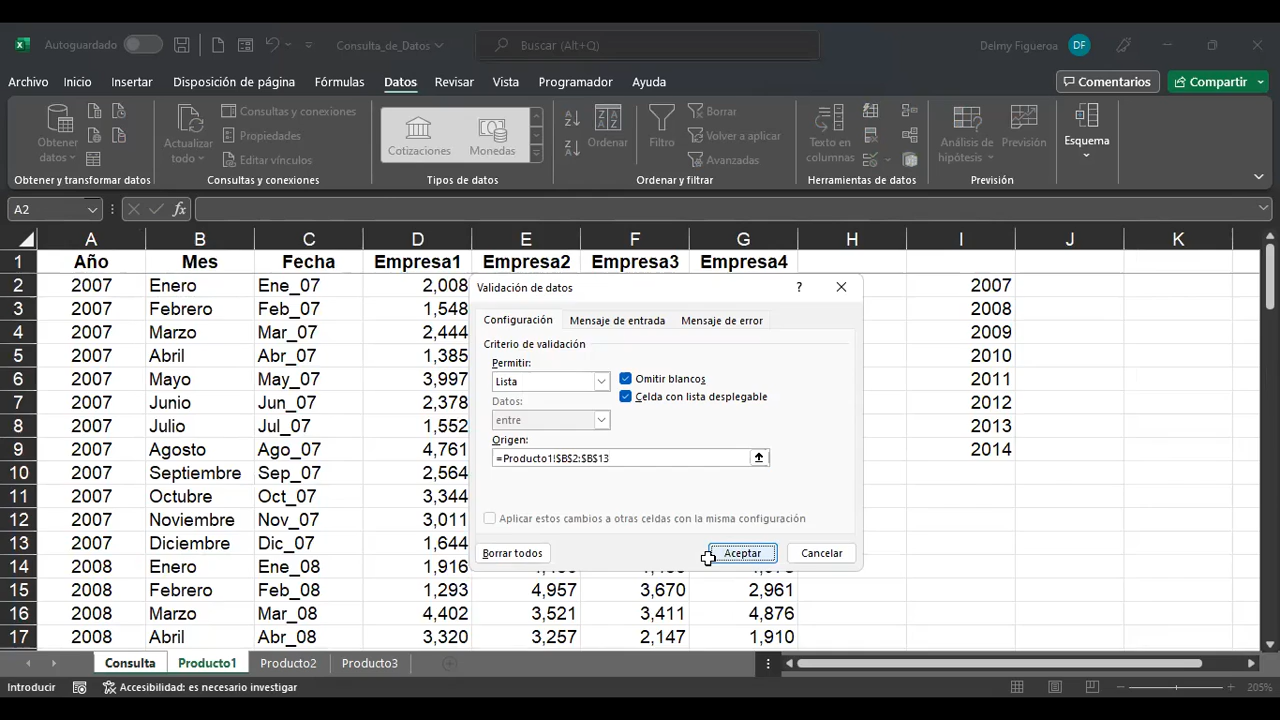 Autoguardado
Consulta_de_Datos
Buscar (Alt+Q)
Delmy Figueroa
DF
Archivo Inicio Insertar Disposición de página Fórmulas Datos Revisar Vista Programador Ayuda
Comentarios
Compartir
Obtener datos
Actualizar todo
Consultas y conexiones
Propiedades
Editar vínculos
Cotizaciones
Monedas
Ordenar
Filtro
Borrar
Volver a aplicar
Avanzadas
Texto en columnas
Análisis de hipótesis
Previsión
Esquema
Obtener y transformar datos
Consultas y conexiones
Tipos de datos
Ordenar y filtrar
Herramientas de datos
Previsión
A2
fx
A B C D E F G H I J K
1 Año Mes Fecha Empresa1 Empresa2 Empresa3 Empresa4
2 2007 Enero Ene_07 2,008 2007
3 2007 Febrero Feb_07 1,548 2008
4 2007 Marzo Mar_07 2,444 2009
5 2007 Abril Abr_07 1,385 2010
6 2007 Mayo May_07 3,997 2011
7 2007 Junio Jun_07 2,378 2012
8 2007 Julio Jul_07 1,552 2013
9 2007 Agosto Ago_07 4,761 2014
10 2007 Septiembre Sep_07 2,564
11 2007 Octubre Oct_07 3,344
12 2007 Noviembre Nov_07 3,011
13 2007 Diciembre Dic_07 1,644
14 2008 Enero Ene_08 1,916
15 2008 Febrero Feb_08 1,293 4,957 3,670 2,961
16 2008 Marzo Mar_08 4,402 3,521 3,411 4,876
17 2008 Abril Abr_08 3,320 3,257 2,147 1,910
Validación de datos
?
Configuración Mensaje de entrada Mensaje de error
Criterio de validación
Permitir:
Lista
Omitir blancos
Celda con lista desplegable
Datos:
entre
Origen:
=Producto1!$B$2:$B$13
Aplicar estos cambios a otras celdas con la misma configuración
Borrar todos
Aceptar
Cancelar
Consulta Producto1 Producto2 Producto3
Introducir
Accesibilidad: es necesario investigar
205%